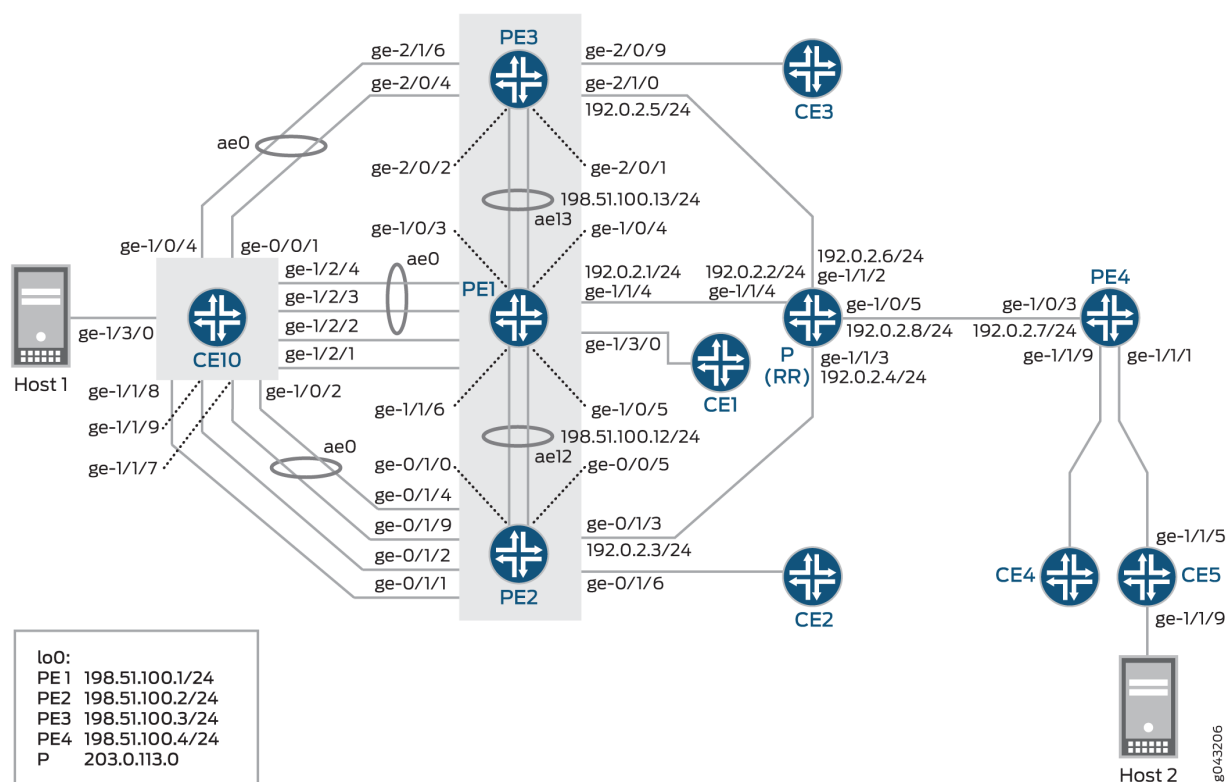 PE3
ge-2/1/6
ge-2/0/9
ge-2/0/4
ge-2/1/0
192.0.2.5/24
CE3
ae0
ge-2/0/2
ge-2/0/1
198.51.100.13/24
ae13
ge-1/0/3
ge-1/0/4
ge-1/0/4
ge-0/0/1
ae0
192.0.2.6/24
ge-1/1/2
ge-1/2/4
192.0.2.1/24
192.0.2.2/24
PE1
ge-1/1/4
ge-1/1/4
PE4
ge-1/2/3
ge-1/0/5
ge-1/0/3
ge-1/3/0
ge-1/2/2
192.0.2.8/24
192.0.2.7/24
ge-1/3/0
P
(RR)
ge-1/1/3
192.0.2.4/24
ge-1/1/9
ge-1/1/1
CE10
ge-1/2/1
Host 1
CE1
ge-1/1/8
ge-1/0/2
ge-1/1/6
ge-1/0/5
ge-1/1/9
198.51.100.12/24
ae12
ge-1/1/7
ae0
ge-0/1/0
ge-0/0/5
ge-0/1/4
ge-0/1/9
ge-0/1/3
192.0.2.3/24
ge-1/1/5
ge-0/1/2
ge-0/1/1
ge-0/1/6
PE2
CE2
CE4
CE5
ge-1/1/9
lo0:
PE1 198.51.100.1/24
PE2 198.51.100.2/24
PE3 198.51.100.3/24
PE4 198.51.100.4/24
P 203.0.113.0
Host 2
g043206